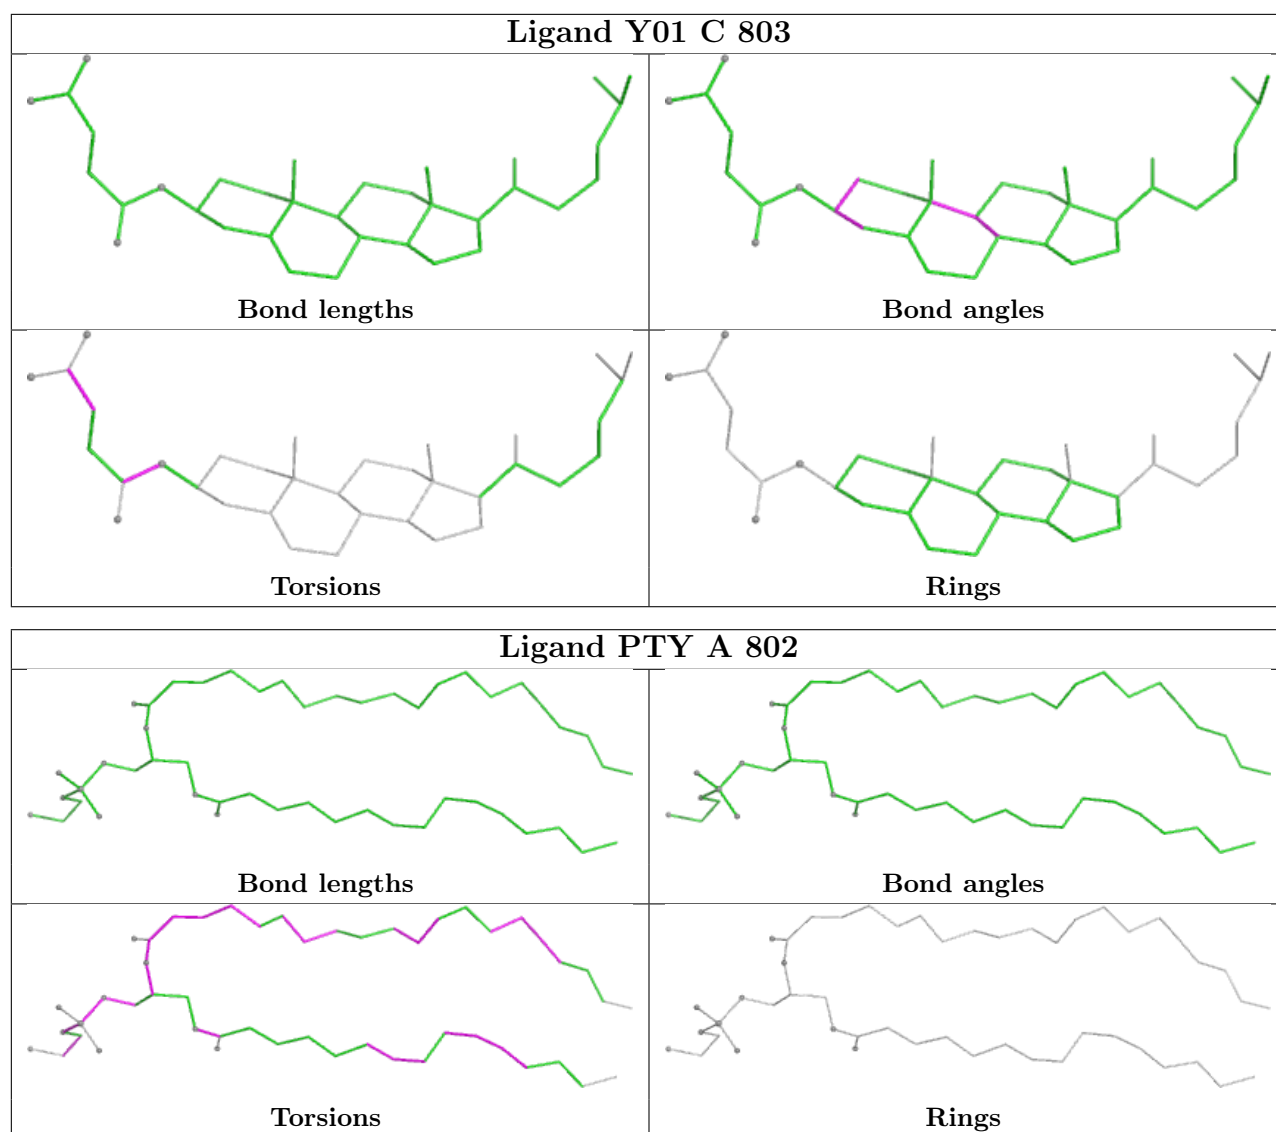 Ligand Y01 C 803
Bond lengths
Bond angles
Torsions
Rings
Ligand PTY A 802
Bond lengths
Bond angles
Torsions
Rings